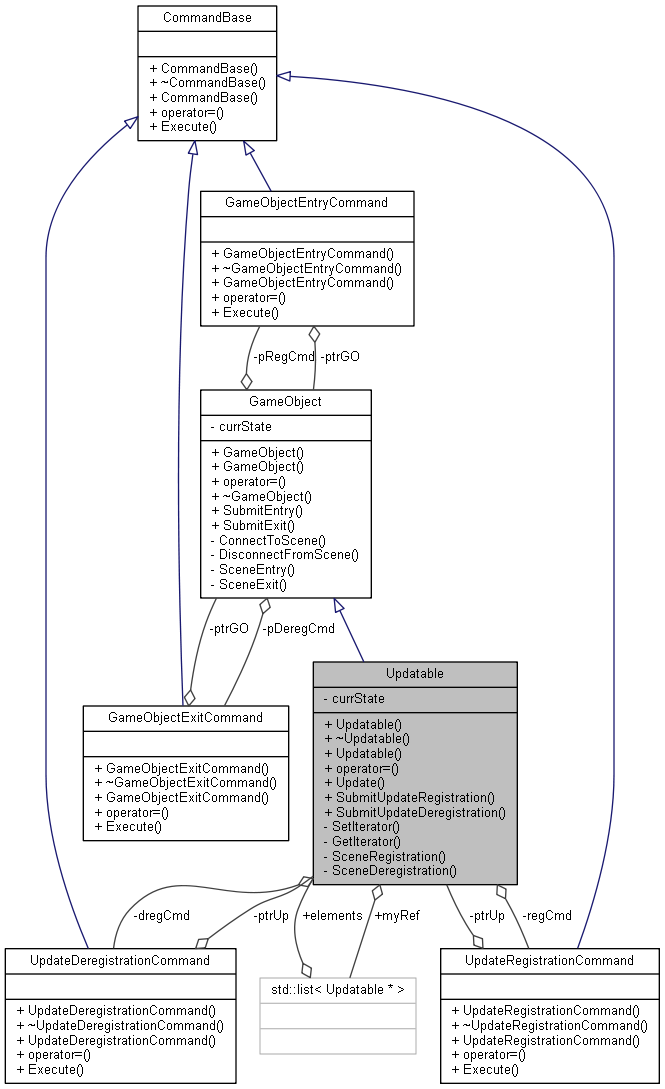 CommandBase
+ CommandBase()
+ ~CommandBase()
+ CommandBase()
+ operator=()
+ Execute()
GameObjectEntryCommand
+ GameObjectEntryCommand()
+ ~GameObjectEntryCommand()
+ GameObjectEntryCommand()
+ operator=()
+ Execute()
-pRegCmd
-ptrGO
GameObject
- currState
+ GameObject()
+ GameObject()
+ operator=()
+ ~GameObject()
+ SubmitEntry()
+ SubmitExit()
- ConnectToScene()
- DisconnectFromScene()
- SceneEntry()
- SceneExit()
-ptrGO
-pDeregCmd
Updatable
- currState
+ Updatable()
+ ~Updatable()
+ Updatable()
+ operator=()
+ Update()
+ SubmitUpdateRegistration()
+ SubmitUpdateDeregistration()
- SetIterator()
- GetIterator()
- SceneRegistration()
- SceneDeregistration()
GameObjectExitCommand
+ GameObjectExitCommand()
+ ~GameObjectExitCommand()
+ GameObjectExitCommand()
+ operator=()
+ Execute()
-dregCmd
-ptrUp
+elements
+myRef
-ptrUp
-regCmd
UpdateDeregistrationCommand
+ UpdateDeregistrationCommand()
+ ~UpdateDeregistrationCommand()
+ UpdateDeregistrationCommand()
+ operator=()
+ Execute()
std::list< Updatable * >
UpdateRegistrationCommand
+ UpdateRegistrationCommand()
+ ~UpdateRegistrationCommand()
+ UpdateRegistrationCommand()
+ operator=()
+ Execute()